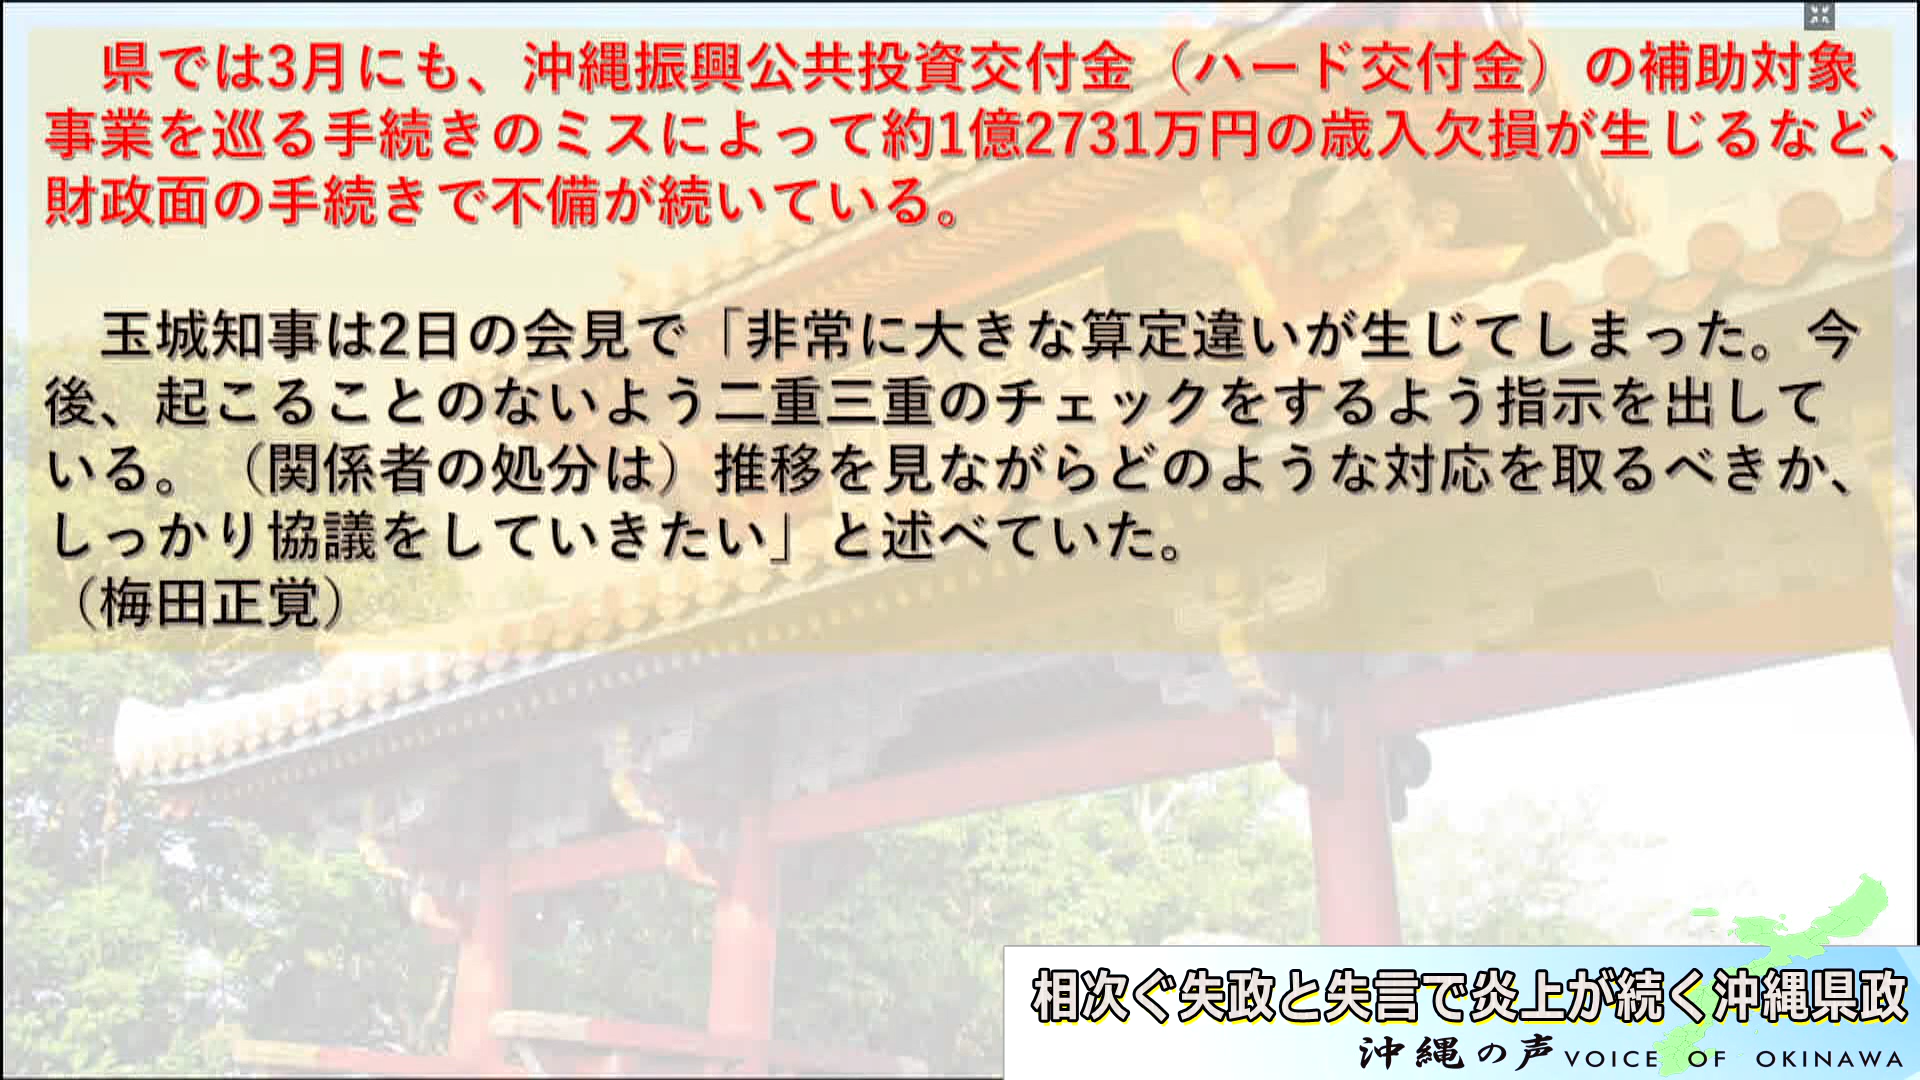 県では3月にも、沖縄振興公共投資交付金（ハード交付金）の補助対象
事業を巡る手続きのミスによって約1億2731万円の歳入欠損が生じるなど、
財政面の手続きで不備が続いている。
玉城知事は2日の会見で「非常に大きな算定違いが生じてしまった。今
後、起こることのないよう二重三重のチェックをするよう指示を出して
いる。（関係者の処分は）推移を見ながらどのような対応を取るべきか、
しっかり協議をしていきたい」と述べていた。
（梅田正覚）
相次ぐ失政と失言で炎上が続く沖縄県政
沖縄の声 VOICE OF OKINAWA